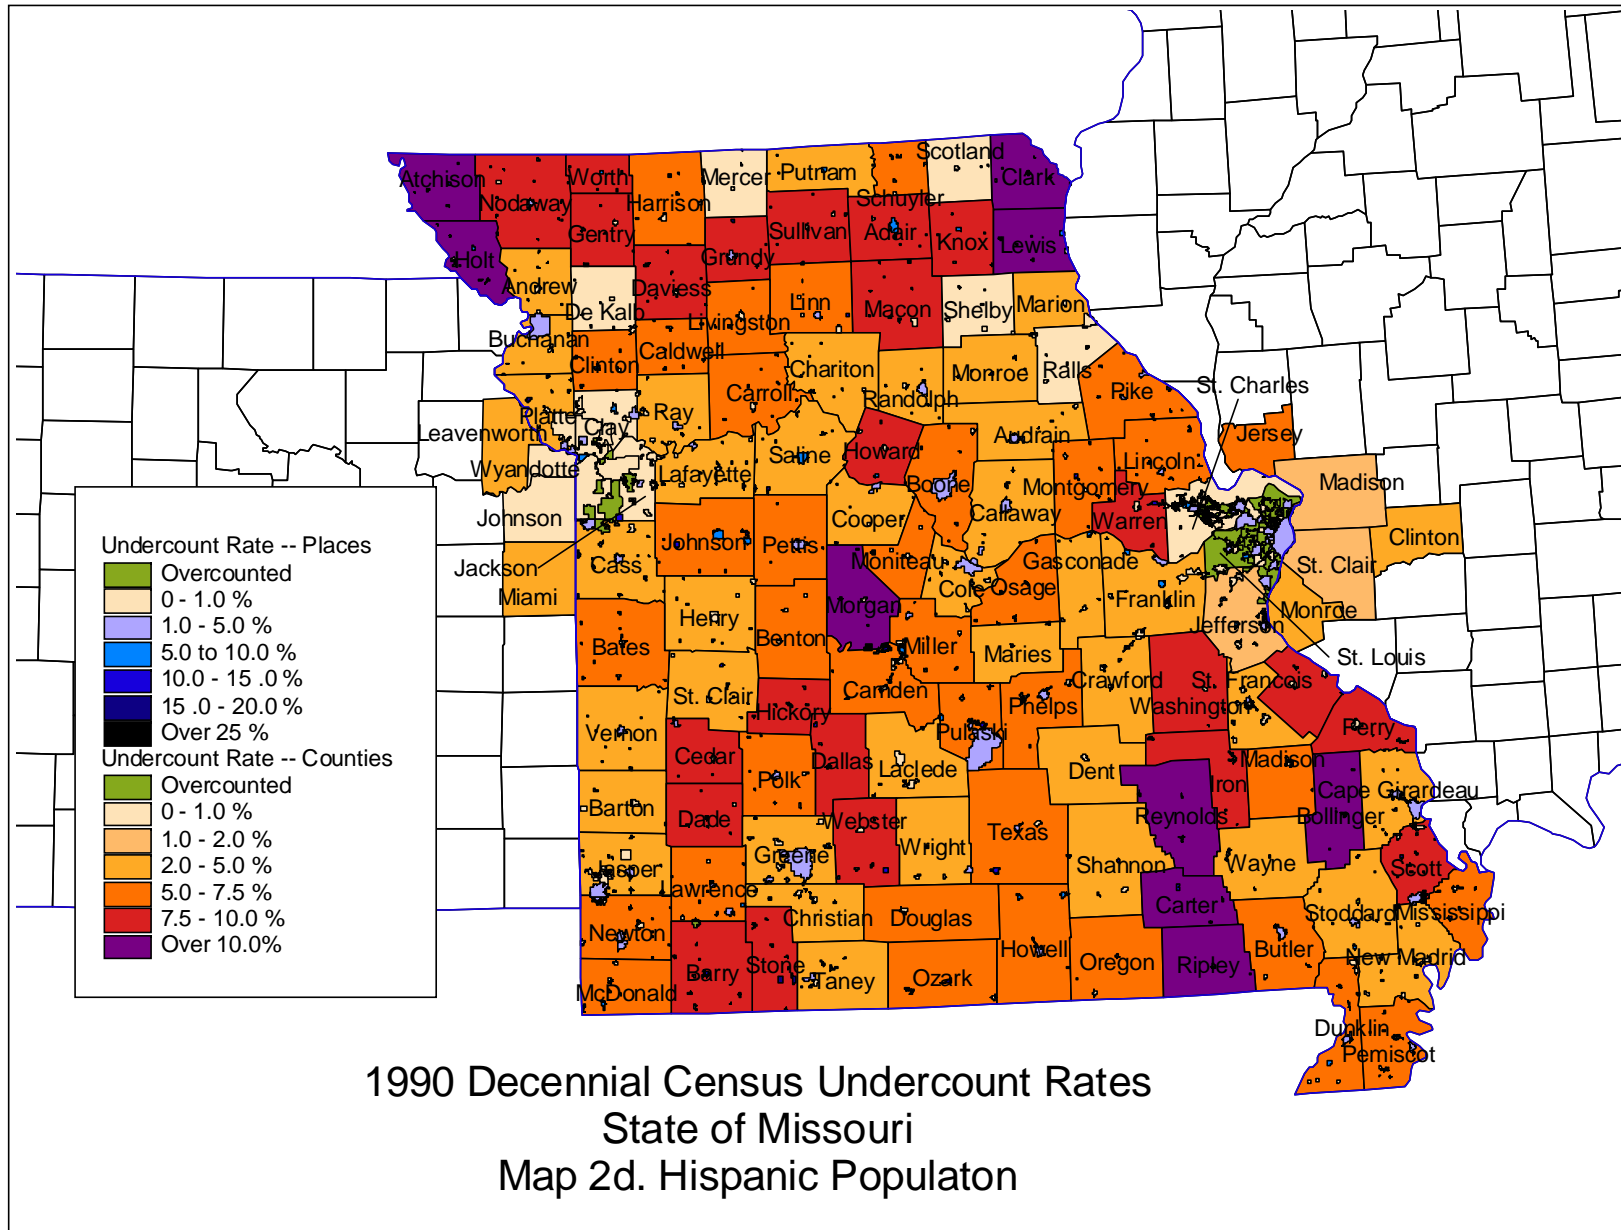 Scotland
Atchison
Worth
Mercer
Putnam
Clark
Nodaway
Harrison
Schuyler
Gentry
Sullivan
Adair
Knox
Lewis
Holt
Grundy
Andrew
Daviess
De Kalb
Linn
Macon
Shelby
Marion
Livingston
Buchanan
Caldwell
Clinton
Chariton
Monroe
Ralls
St. Charles
Carroll
Randolph
Pike
Platte
Ray
Clay
Leavenworth
Audrain
Jersey
Howard
Saline
Wyandotte
Lafayette
Lincoln
Boone
Montgomery
Madison
Johnson
Cooper
Callaway
Warren
Johnson
Pettis
Clinton
Jackson
Cass
Moniteau
Gasconade
St. Clair
Cole
Osage
Miami
Morgan
Franklin
Monroe
Henry
Jefferson
Bates
Benton
Miller
Maries
St. Louis
St. Clair
Camden
Crawford
St. Francois
Hickory
Phelps
Washington
Vernon
Pulaski
Perry
Cedar
Dallas
Laclede
Dent
Madison
Polk
Iron
Cape Girardeau
Barton
Dade
Webster
Reynolds
Bollinger
Texas
Greene
Wright
Shannon
Wayne
Jasper
Scott
Lawrence
Carter
Christian
Douglas
Stoddard
Mississippi
Newton
Howell
Butler
Oregon
Ripley
New Madrid
Barry
Stone
Taney
Ozark
McDonald
Dunklin
Pemiscot
Undercount Rate -- Places
Overcounted
0 - 1.0 %
1.0 - 5.0 %
5.0 to 10.0 %
10.0 - 15 .0 %
15 .0 - 20.0 %
Over 25 %
Undercount Rate -- Counties
Overcounted
0 - 1.0 %
1.0 - 2.0 %
2.0 - 5.0 %
5.0 - 7.5 %
7.5 - 10.0 %
Over 10.0%
1990 Decennial Census Undercount Rates
State of Missouri
Map 2d. Hispanic Populaton